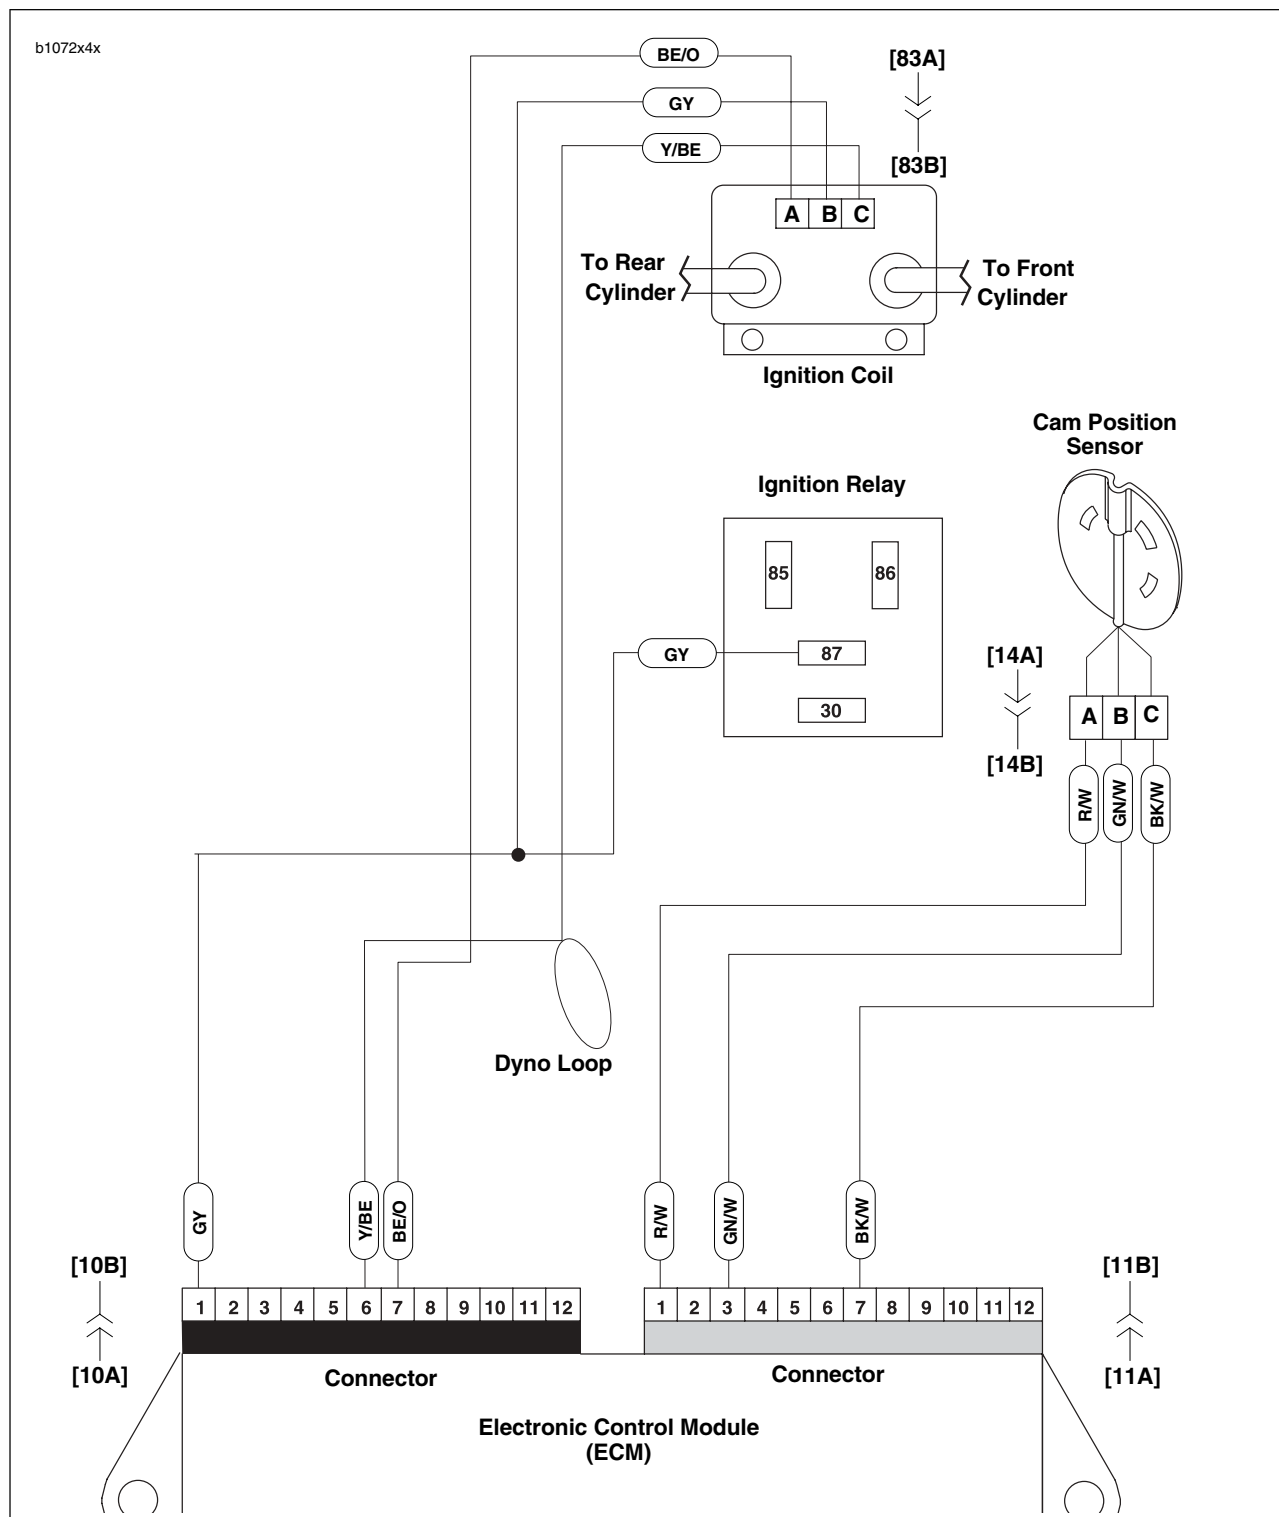 b1072x4x
BE/O
[83A]
GY
Y/BE
[83B]
A B C
To Rear
Cylinder
To Front
Cylinder
Ignition Coil
Cam Position
Sensor
Ignition Relay
85
86
GY
87
30
[14A]
[14B]
A B C
R/W
GN/W
BK/W
Dyno Loop
GY
Y/BE
BE/O
R/W
GN/W
BK/W
[10B]
[10A]
1 2 3 4 5 6 7 8 9 10 11 12
1 2 3 4 5 6 7 8 9 10 11 12
[11B]
[11A]
Connector
Connector
Electronic Control Module
(ECM)